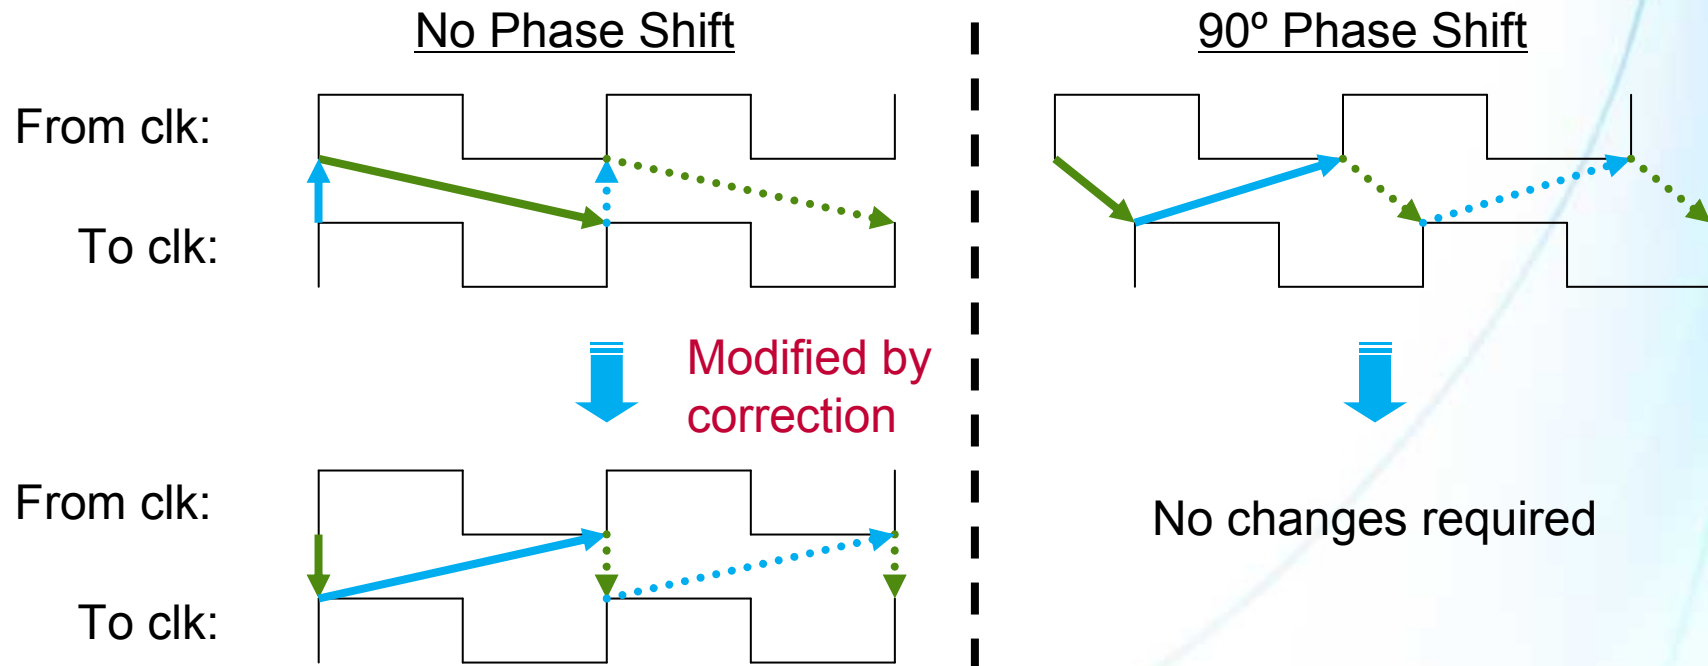 No Phase Shift
90º Phase Shift
From clk:
To clk:
Modified by
correction
From clk:
To clk:
No changes required